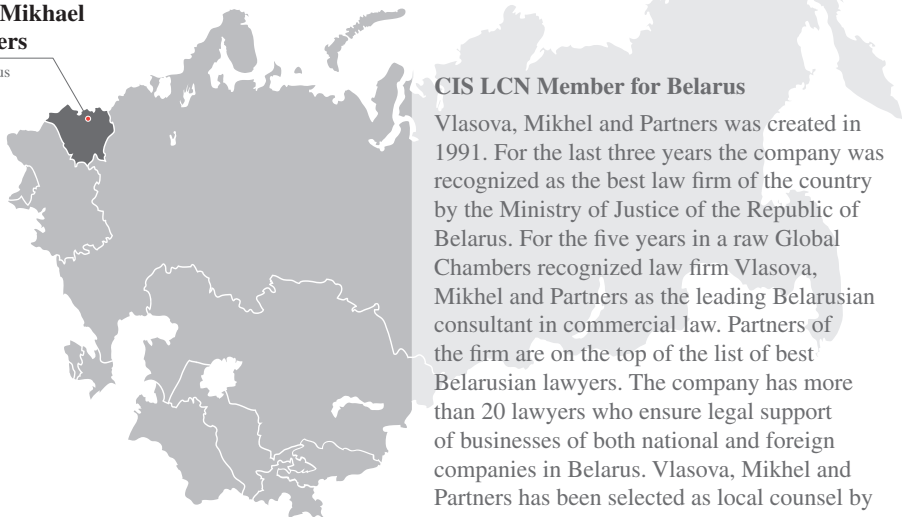 Mikhael
ers
us
CIS LCN Member for Belarus
Vlasova, Mikhel and Partners was created in
1991. For the last three years the company was
recognized as the best law firm of the country
by the Ministry of Justice of the Republic of
Belarus. For the five years in a raw Global
Chambers recognized law firm Vlasova,
Mikhel and Partners as the leading Belarusian
consultant in commercial law. Partners of
the firm are on the top of the list of best
Belarusian lawyers. The company has more
than 20 lawyers who ensure legal support
of businesses of both national and foreign
companies in Belarus. Vlasova, Mikhel and
Partners has been selected as local counsel by